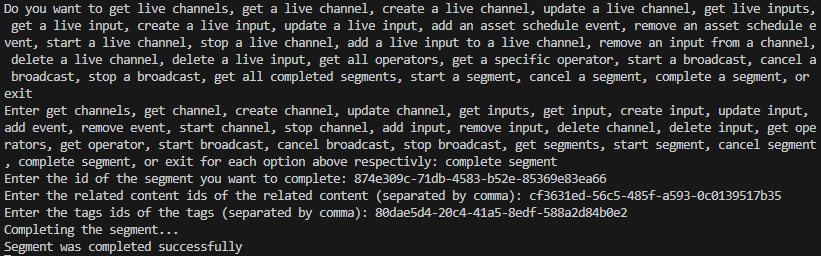 Do you want to get live channels, get a live channel, create a live channel, update a live channel, get live inputs,
 get a live input, create a live input, update a live input, add an asset schedule event, remove an asset schedule e
vent, start a live channel, stop a live channel, add a live input to a live channel, remove an input from a channel,
 delete a live channel, delete a live input, get all operators, get a specific operator, start a broadcast, cancel a
 broadcast, stop a broadcast, get all completed segments, start a segment, cancel a segment, complete a segment, or
exit
Enter get channels, get channel, create channel, update channel, get inputs, get input, create input, update input,
add event, remove event, start channel, stop channel, add input, remove input, delete channel, delete input, get ope
rators, get operator, start broadcast, cancel broadcast, stop broadcast, get segments, start segment, cancel segment
, complete segment, or exit for each option above respectivly: complete segment
Enter the id of the segment you want to complete: 874e309c-71db-4583-b52e-85369e83ea66
Enter the related content ids of the related content (separated by comma): cf3631ed-56c5-485f-a593-0c0139517b35
Enter the tags ids of the tags (separated by comma): 80dae5d4-20c4-41a5-8edf-588a2d84b0e2
Completing the segment...
Segment was completed successfully